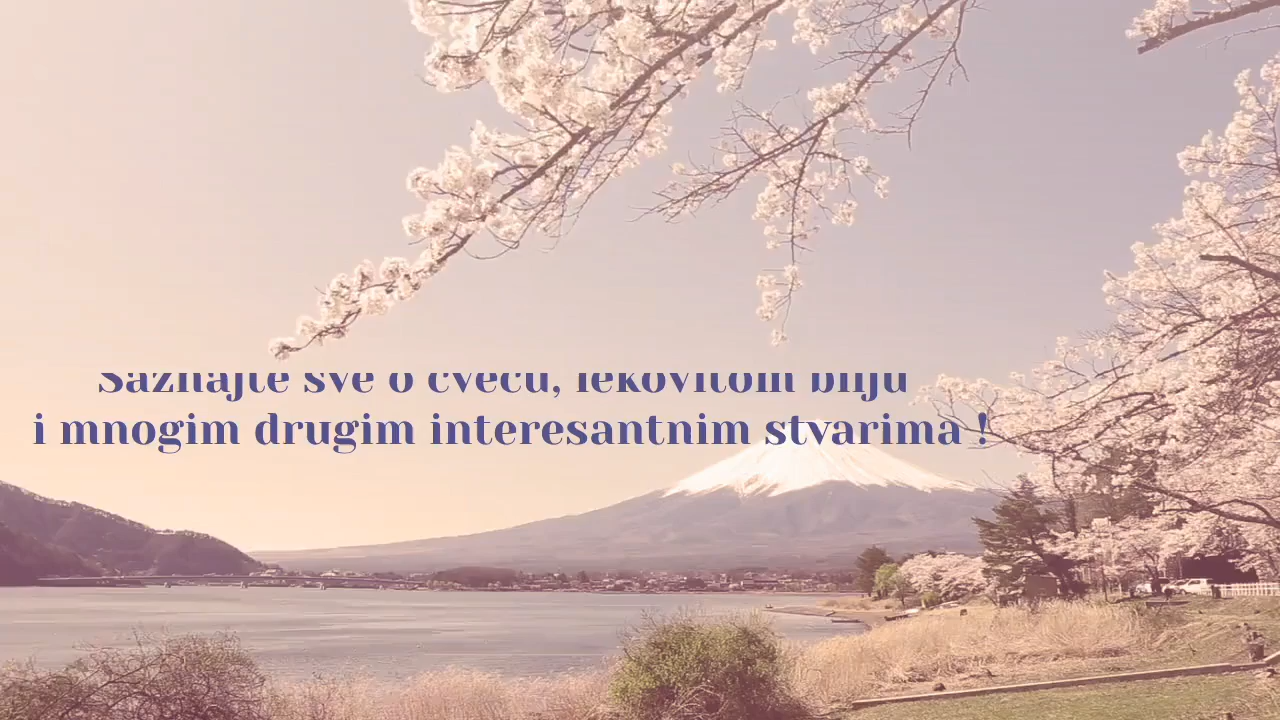 Saznajte sve o cveću, lekovitom bilju
i mnogim drugim interesantnim stvarima !